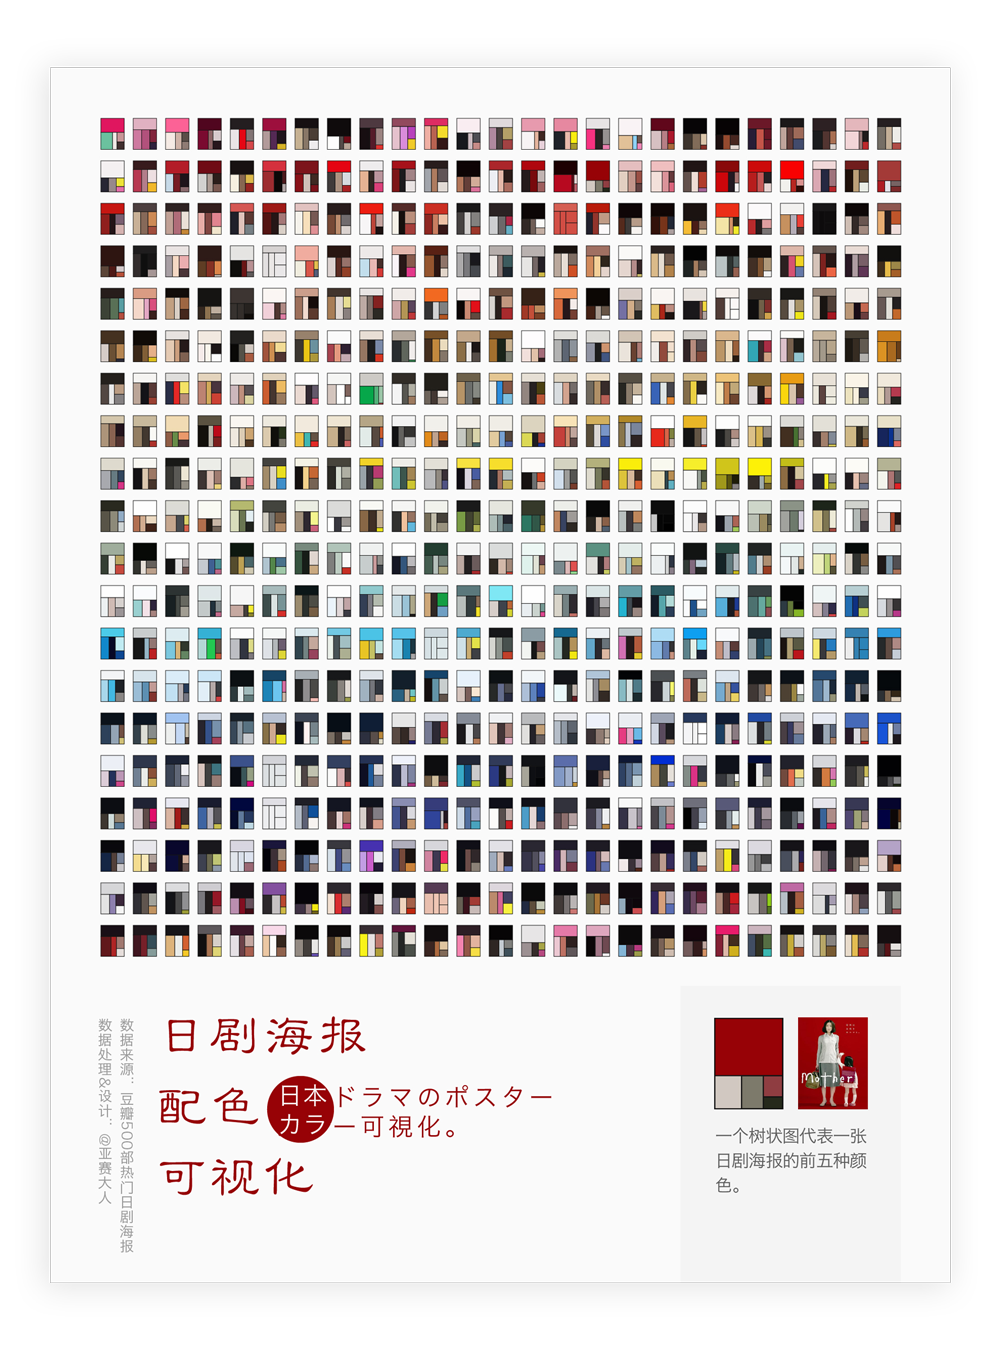 日剧海报
配色
可视化
日本ドラマのポスター
カラー可視化。
数据来源：豆瓣500部热门日剧海报
数据处理&设计：@亚赛大人
Mother
一个树状图代表一张
日剧海报的前五种颜
色。